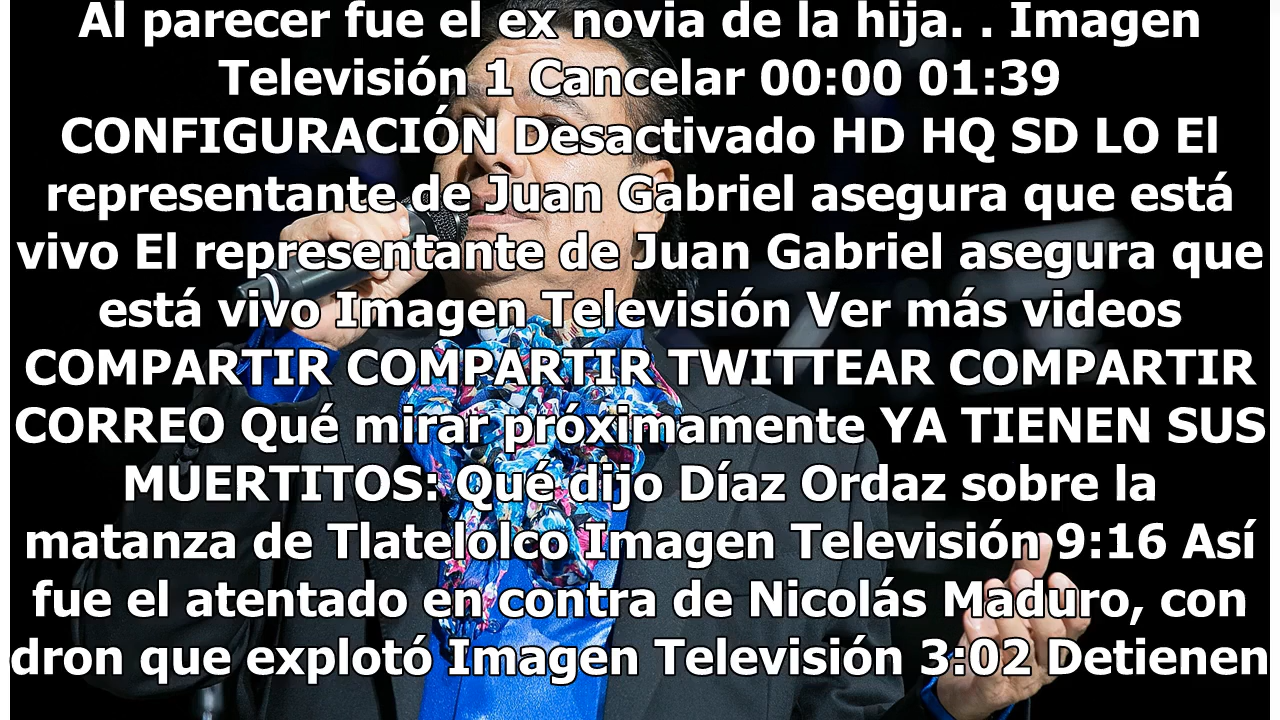 Al parecer fue el ex novia de la hija. . Imagen
Televisión 1 Cancelar 00:00 01:39
CONFIGURACIÓN Desactivado HD HQ SD LO El
representante de Juan Gabriel asegura que está
vivo El representante de Juan Gabriel asegura que
está vivo Imagen Televisión Ver más videos
COMPARTIR COMPARTIR TWITTEAR COMPARTIR
CORREO Qué mirar próximamente YA TIENEN SUS
MUERTITOS: Qué dijo Díaz Ordaz sobre la
matanza de Tlatelolco Imagen Televisión 9:16 Así
fue el atentado en contra de Nicolás Maduro, con
dron que explotó Imagen Televisión 3:02 Detienen